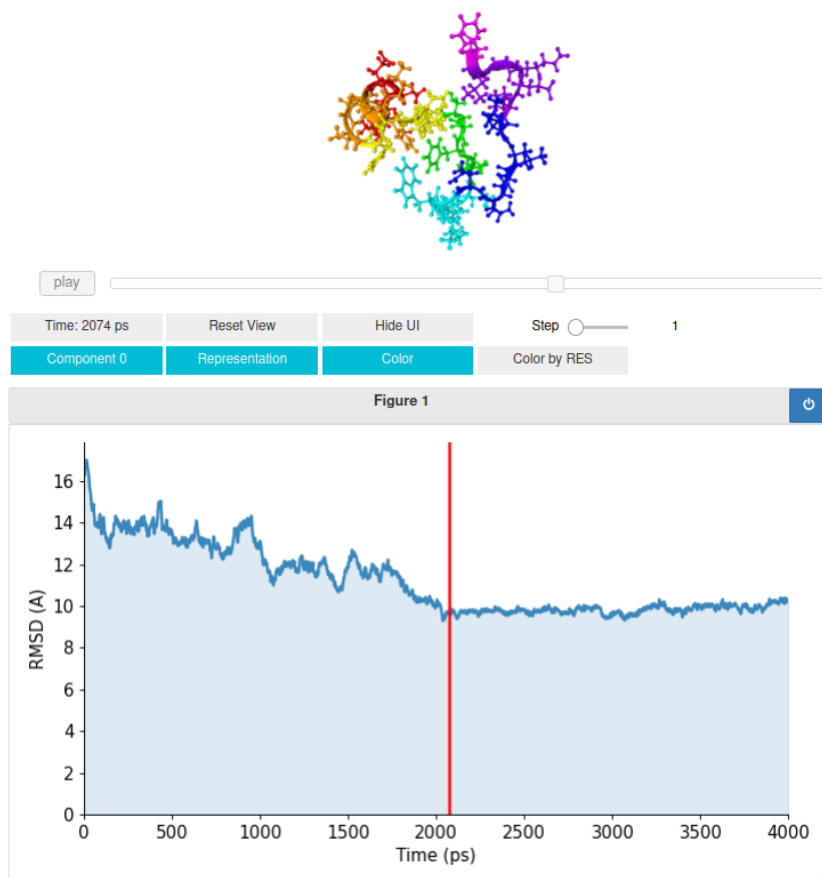 play
Time: 2074 ps Reset View Hide UI Step 1
Component 0 Representation Color Color by RES
Figure 1
16
14
12
10
8
6
4
2
0
RMSD (A)
0 500 1000 1500 2000 2500 3000 3500 4000
Time (ps)